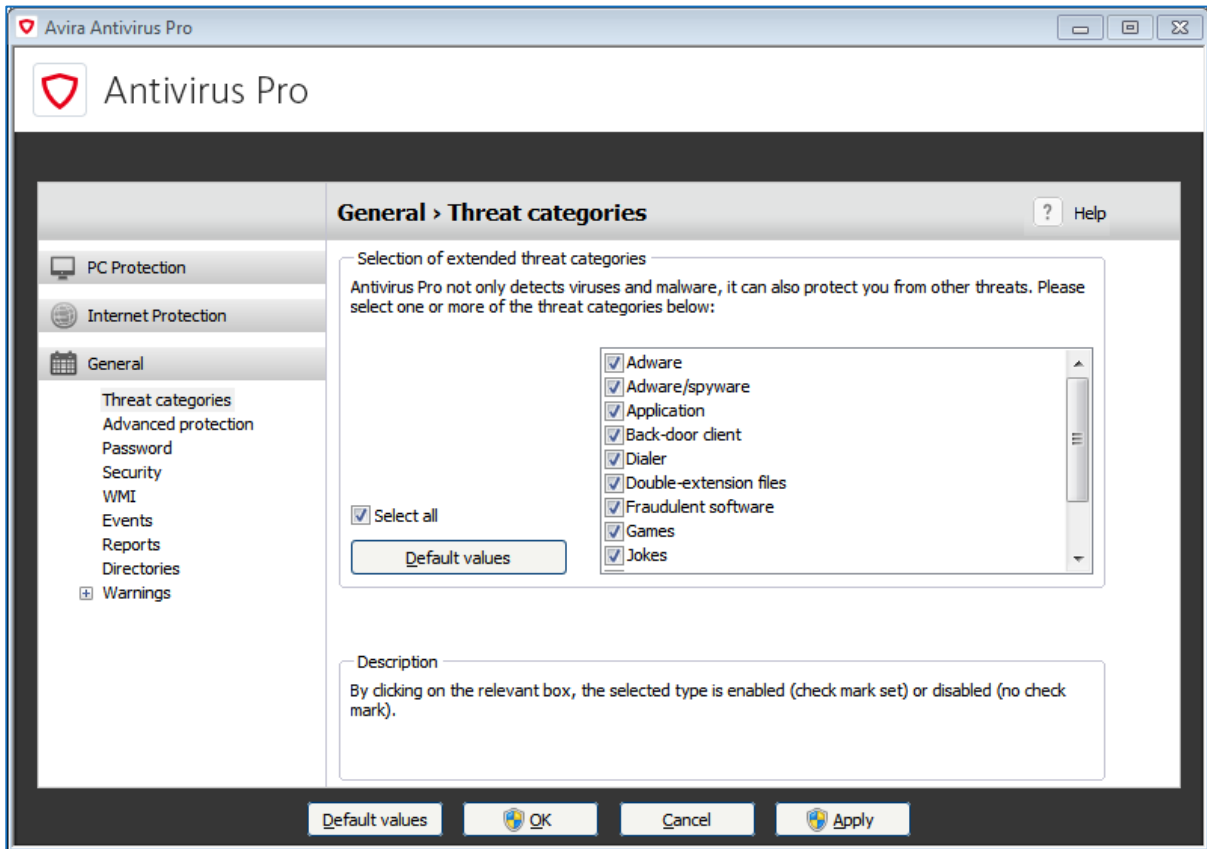 Avira Antivirus Pro
Antivirus Pro
General › Threat categories
? Help
PC Protection
Internet Protection
General
Threat categories
Advanced protection
Password
Security
WMI
Events
Reports
Directories
Warnings
Selection of extended threat categories
Antivirus Pro not only detects viruses and malware, it can also protect you from other threats. Please
select one or more of the threat categories below:
Adware
Adware/spyware
Application
Back-door client
Dialer
Double-extension files
Fraudulent software
Games
Jokes
Select all
Default values
Description
By clicking on the relevant box, the selected type is enabled (check mark set) or disabled (no check
mark).
Default values
OK
Cancel
Apply